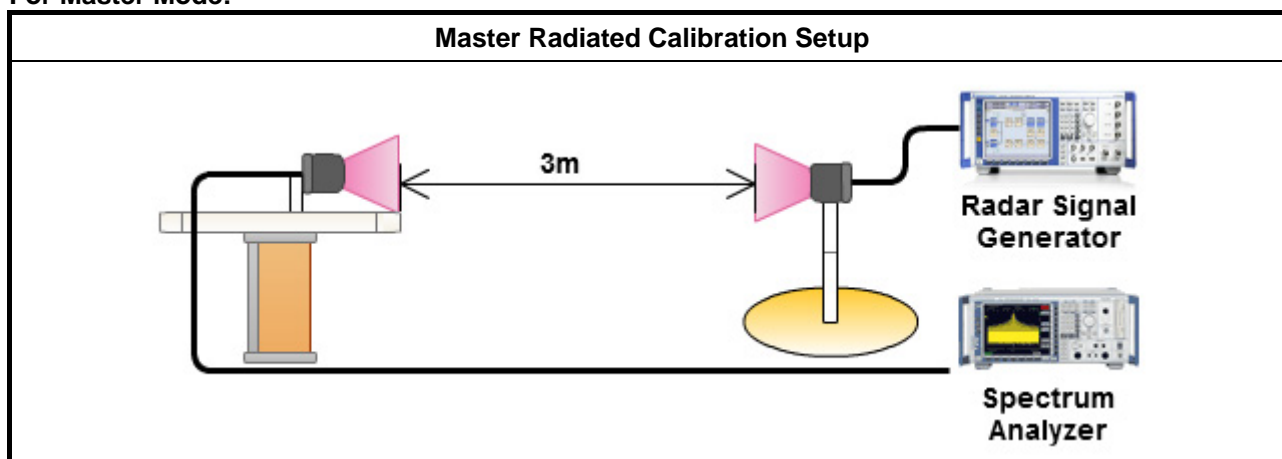 For Master Mode:
Master Radiated Calibration Setup
3m
Radar Signal
Generator
Spectrum
Analyzer